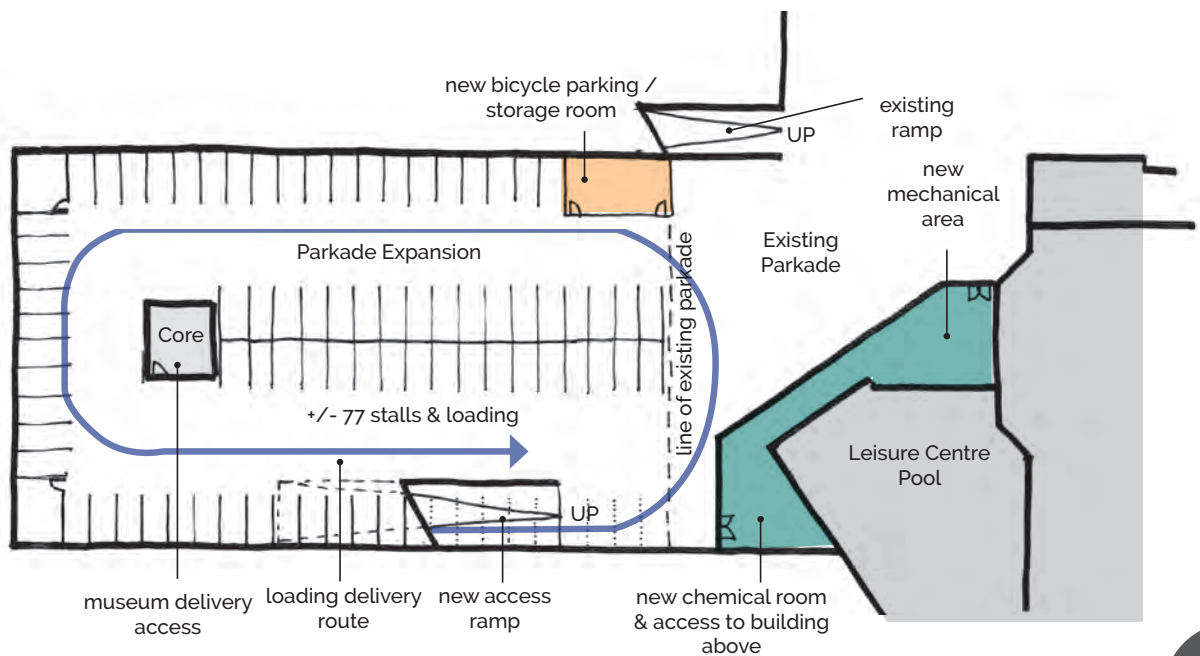 new bicycle parking /
storage room
existing
ramp
UP
new
mechanical
area
Parkade Expansion
Existing
Parkade
line of existing parkade
Core
+/- 77 stalls & loading
Leisure Centre
Pool
UP
museum delivery
access
loading delivery
route
new access
ramp
new chemical room
& access to building
above